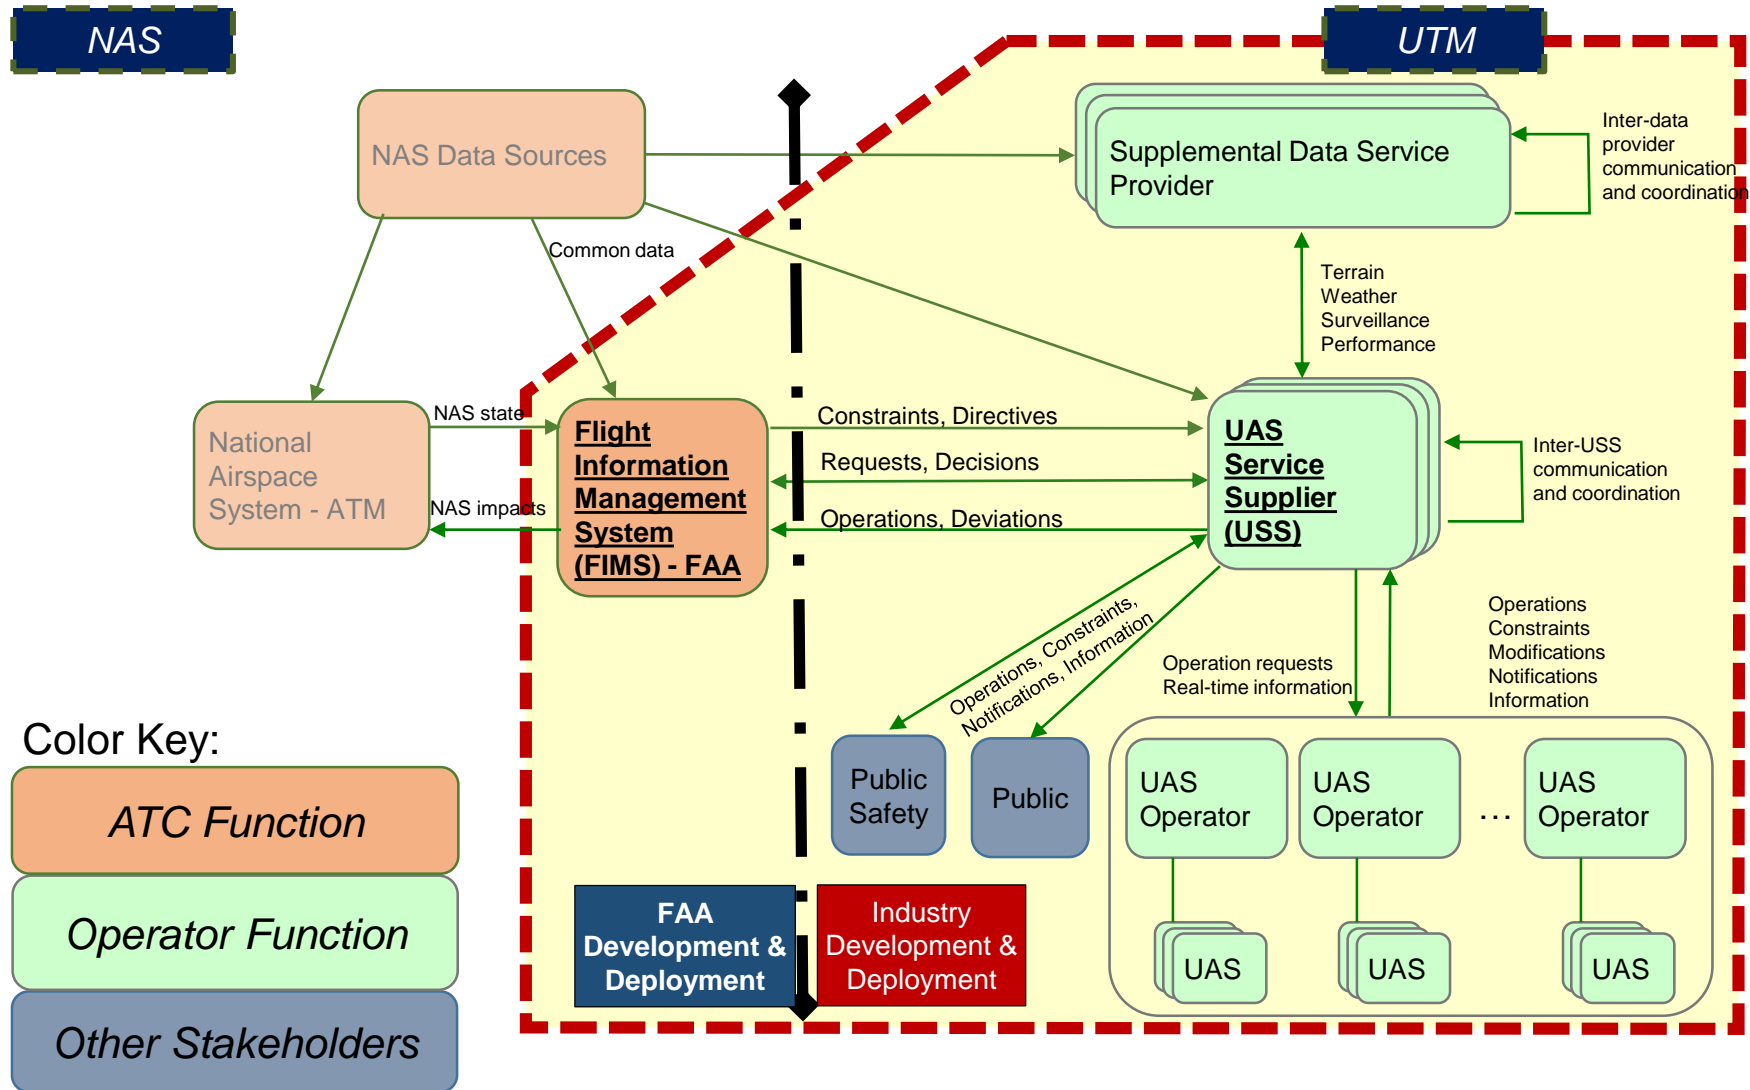 NAS
UTM
NAS Data Sources
Supplemental Data Service
Provider
Inter-data
provider
communication
and coordination
Common data
Terrain
Weather
Surveillance
Performance
National
Airspace
System - ATM
NAS state
NAS impacts
Flight
Information
Management
System
(FIMS) - FAA
Constraints, Directives
Requests, Decisions
Operations, Deviations
UAS
Service
Supplier
(USS)
Inter-USS
communication
and coordination
Operations, Constraints,
Notifications, Information
Operation requests
Real-time information
Operations
Constraints
Modifications
Notifications
Information
Public
Safety
Public
UAS
Operator
UAS
Operator
...
UAS
Operator
UAS
UAS
UAS
FAA
Development &
Deployment
Industry
Development &
Deployment
Color Key:
ATC Function
Operator Function
Other Stakeholders